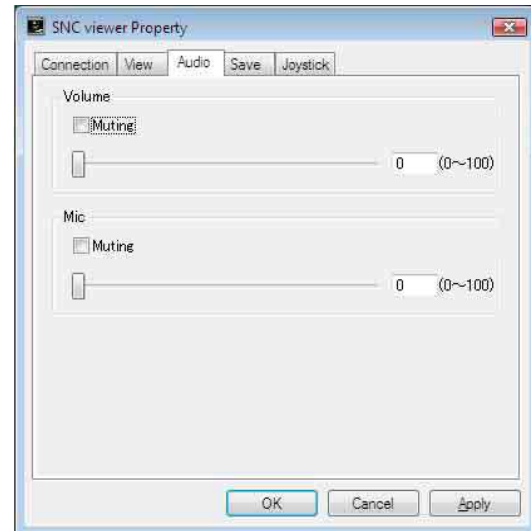 SNC viewer Property
Connection View Audio Save Joystick
Volume
Muting
0 (0～100)
Mic
Muting
0 (0～100)
OK Cancel Apply